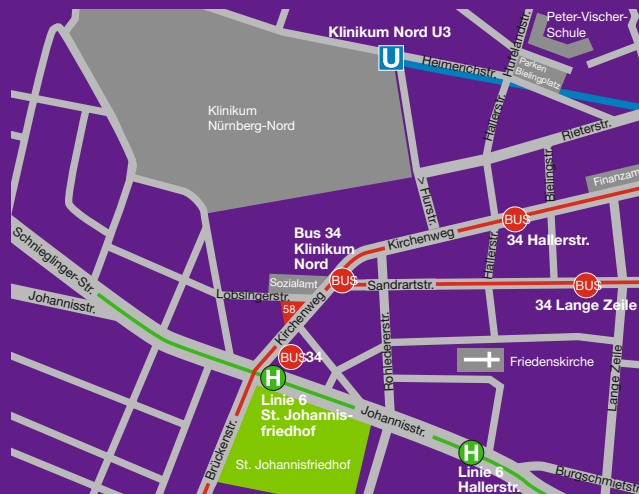 Klinikum Nord U3
U
Peter-Vischer-
Schule
Hufelandstr.
Heimerichstr.
Parken
Bielingplatz
Klinikum
Nürnberg-Nord
Hallerstr.
Rieterstr.
Bielingstr.
Finanzamt
> Flurstr.
Bus 34
Klinikum
Nord
Kirchenweg
BUS
34 Hallerstr.
Hallerstr.
Schnieglinger-Str.
Johannisstr.
Sozialamt
Lobsingerstr.
BUS
Sandrartstr.
BUS
34 Lange Zeile
58
Kirchenweg
BUS
34
Rohledererstr.
Friedenskirche
Lange Zeile
H
Linie 6
St. Johannis-
friedhof
Johannisstr.
Brückenstr.
St. Johannisfriedhof
H
Linie 6
Hallerstr.
Burgschmietstr